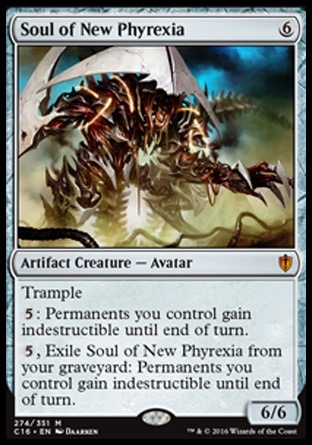 Soul of New Phyrexia 6
Artifact Creature — Avatar
Trample
5: Permanents you control gain
indestructible until end of turn.
5, Exile Soul of New Phyrexia from
your graveyard: Permanents you
control gain indestructible until end
of turn.
6/6
274/351 M
C16 • EN DAARKEN ™ & © 2016 Wizards of the Coast